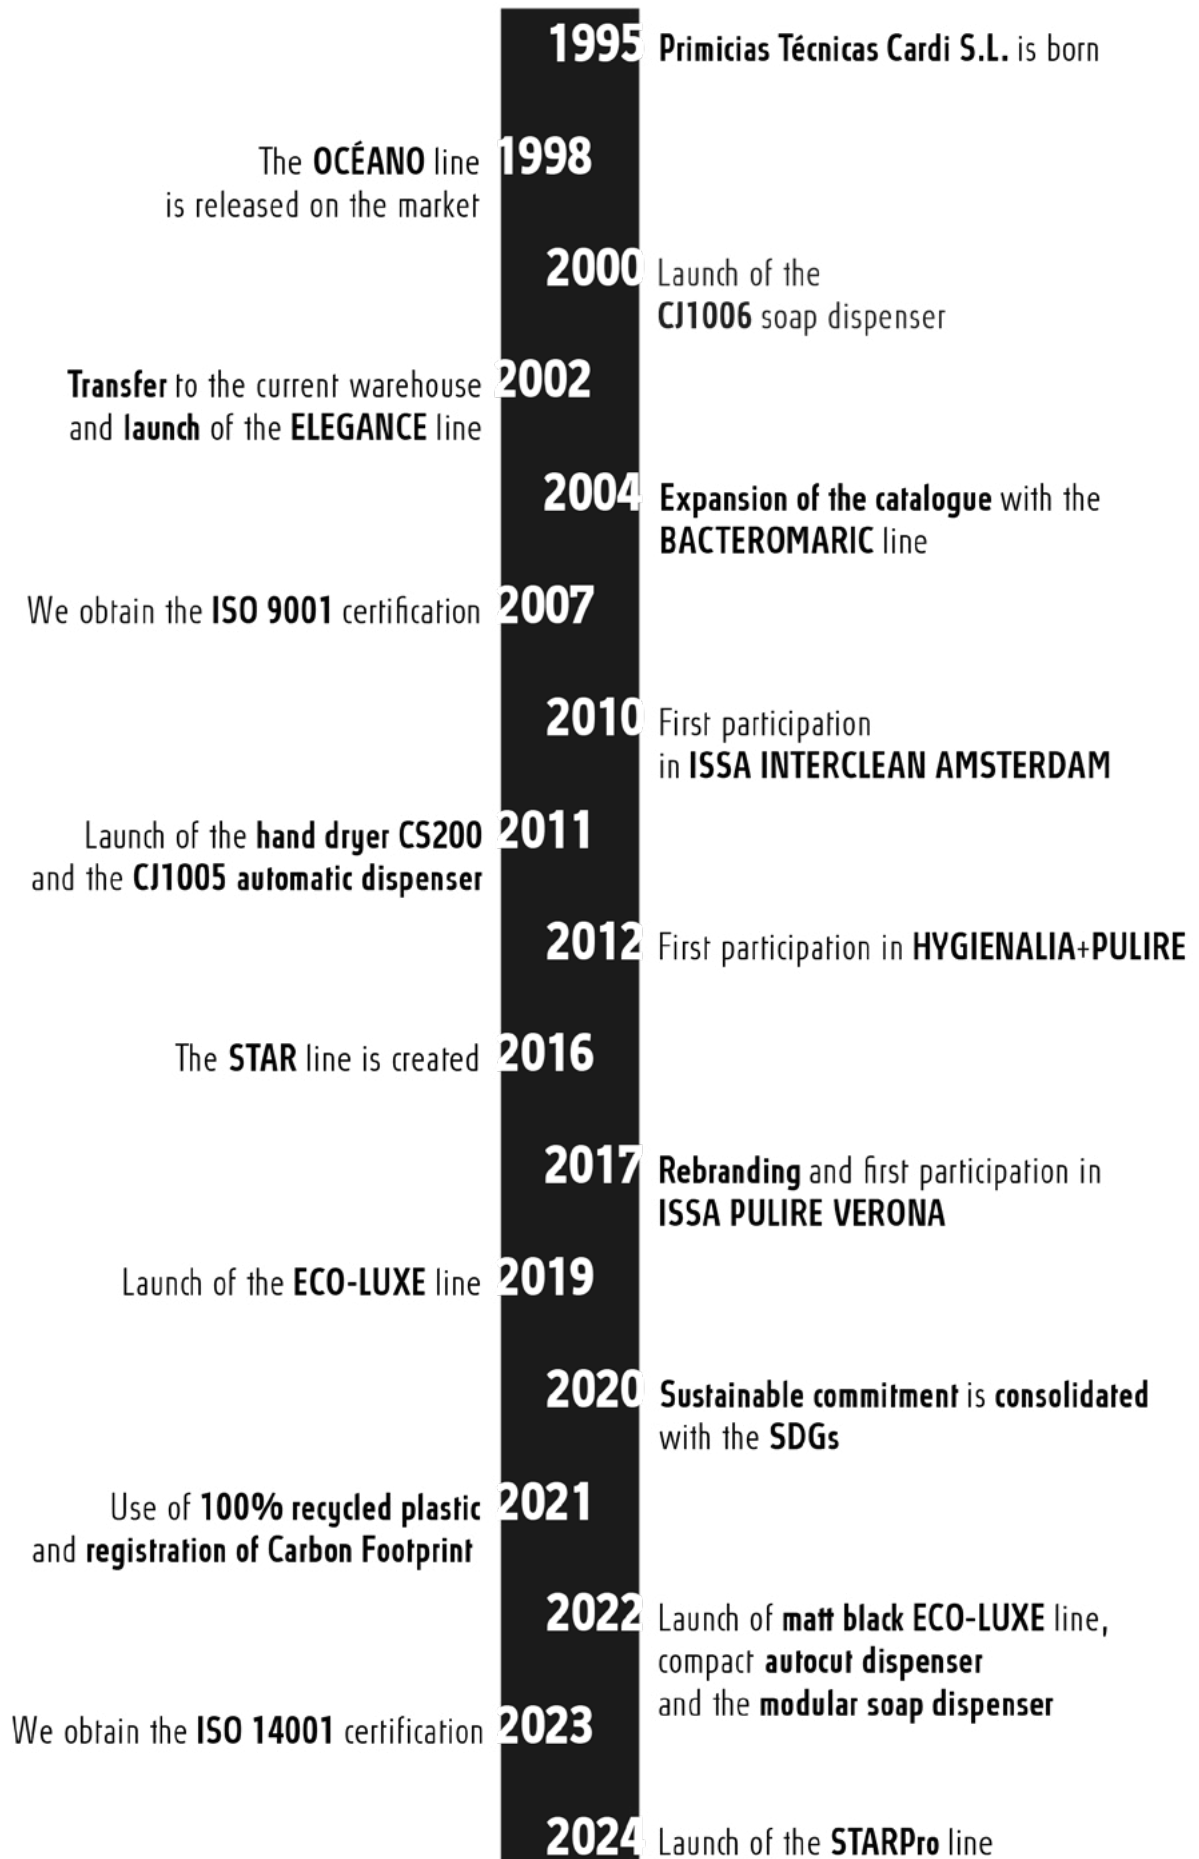 1995 Primicias Técnicas Cardi S.L. is born
The OCÉANO line 1998
is released on the market
2000 Launch of the
CJ1006 soap dispenser
Transfer to the current warehouse 2002
and launch of the ELEGANCE line
2004 Expansion of the catalogue with the
BACTEROMARIC line
We obtain the ISO 9001 certification 2007
2010 First participation
in ISSA INTERCLEAN AMSTERDAM
Launch of the hand dryer CS200 2011
and the CJ1005 automatic dispenser
2012 First participation in HYGIENALIA+PULIRE
The STAR line is created 2016
2017 Rebranding and first participation in
ISSA PULIRE VERONA
Launch of the ECO-LUXE line 2019
2020 Sustainable commitment is consolidated
with the SDGs
Use of 100% recycled plastic 2021
and registration of Carbon Footprint
2022 Launch of matt black ECO-LUXE line,
compact autocut dispenser
and the modular soap dispenser
We obtain the ISO 14001 certification 2023
2024 Launch of the STARPro line